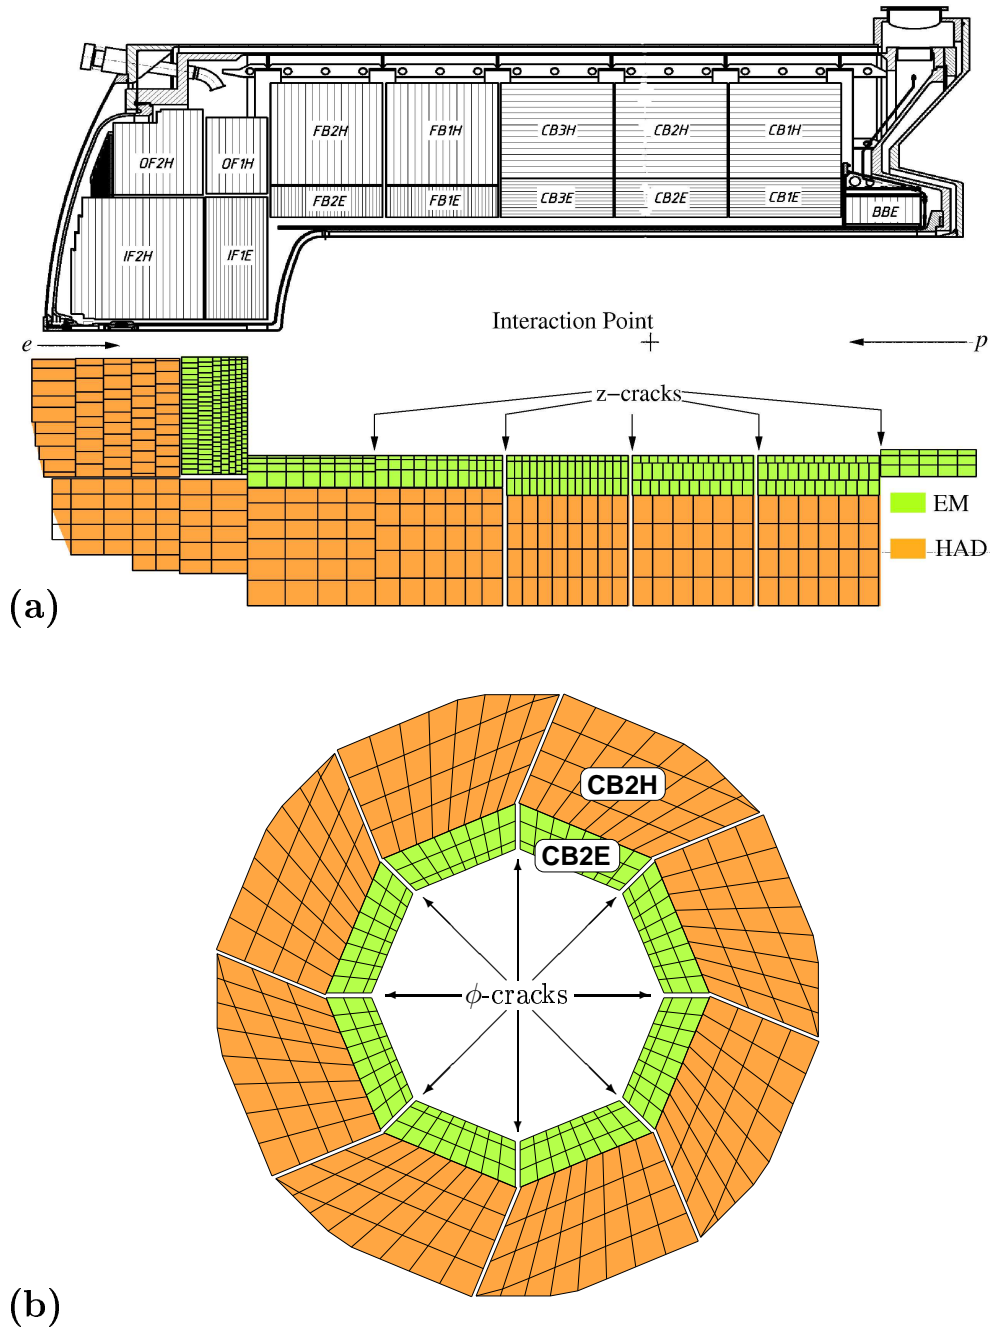 FB2H FB1H CB3H CB2H CB1H
OF2H OF1H
FB2E FB1E CB3E CB2E CB1E
BBE
IF2H IF1E
Interaction Point
e p
z−cracks
EM
HAD
(a)
CB2H
CB2E
ϕ-cracks
(b)